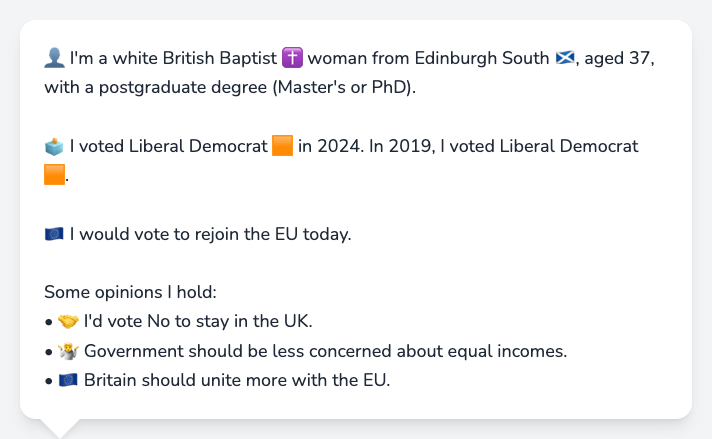 👤 I'm a white British Baptist ✝️ woman from Edinburgh South 🏴󠁧󠁢󠁳󠁣󠁴󠁿, aged 37,
with a postgraduate degree (Master's or PhD).
🗳️ I voted Liberal Democrat 🟧 in 2024. In 2019, I voted Liberal Democrat
🟧.
🇪🇺 I would vote to rejoin the EU today.
Some opinions I hold:
• 🤝 I'd vote No to stay in the UK.
• 🤷 Government should be less concerned about equal incomes.
• 🇪🇺 Britain should unite more with the EU.